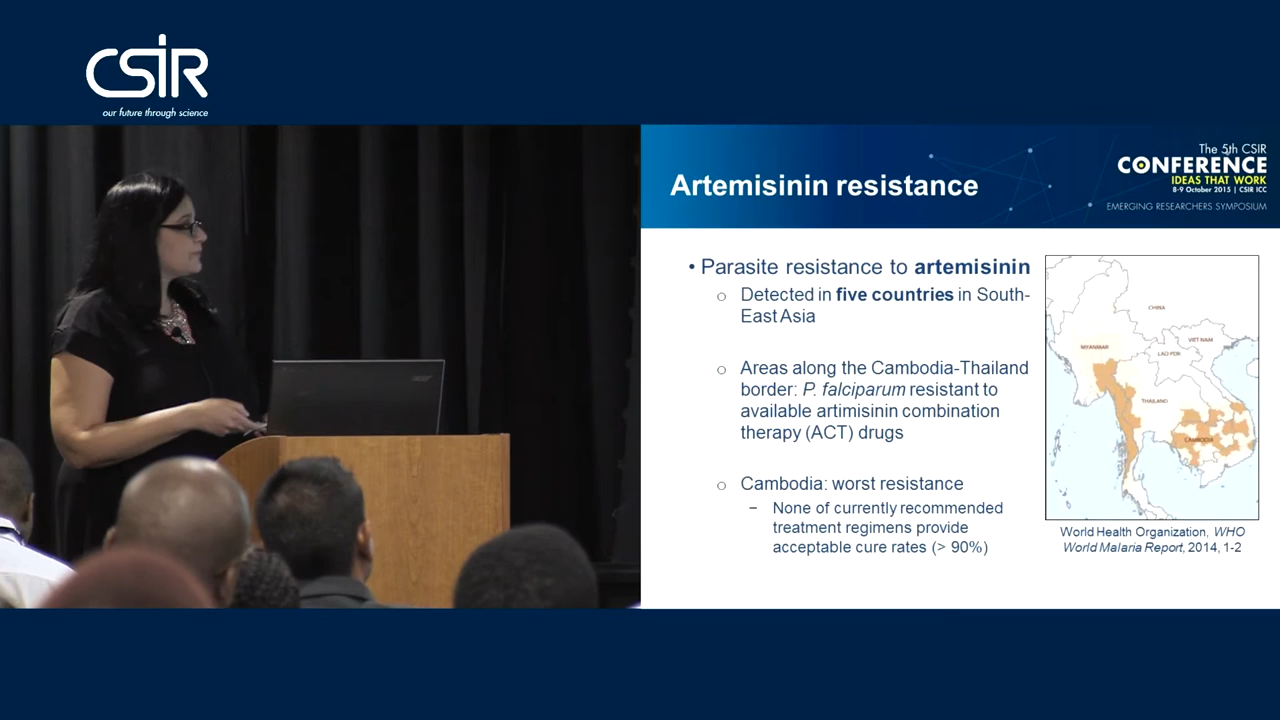 CSIR
our future through science
The 5th CSIR
CONFERENCE
IDEAS THAT WORK
8-9 October 2015 | CSIR ICC
EMERGING RESEARCHERS SYMPOSIUM
Artemisinin resistance
• Parasite resistance to artemisinin
o Detected in five countries in South-
East Asia
o Areas along the Cambodia-Thailand
border: P. falciparum resistant to
available artimisinin combination
therapy (ACT) drugs
o Cambodia: worst resistance
− None of currently recommended
treatment regimens provide
acceptable cure rates (> 90%)
CHINA
MYANMAR
VIET NAM
LAO PDR
THAILAND
CAMBODIA
World Health Organization, WHO
World Malaria Report, 2014, 1-2